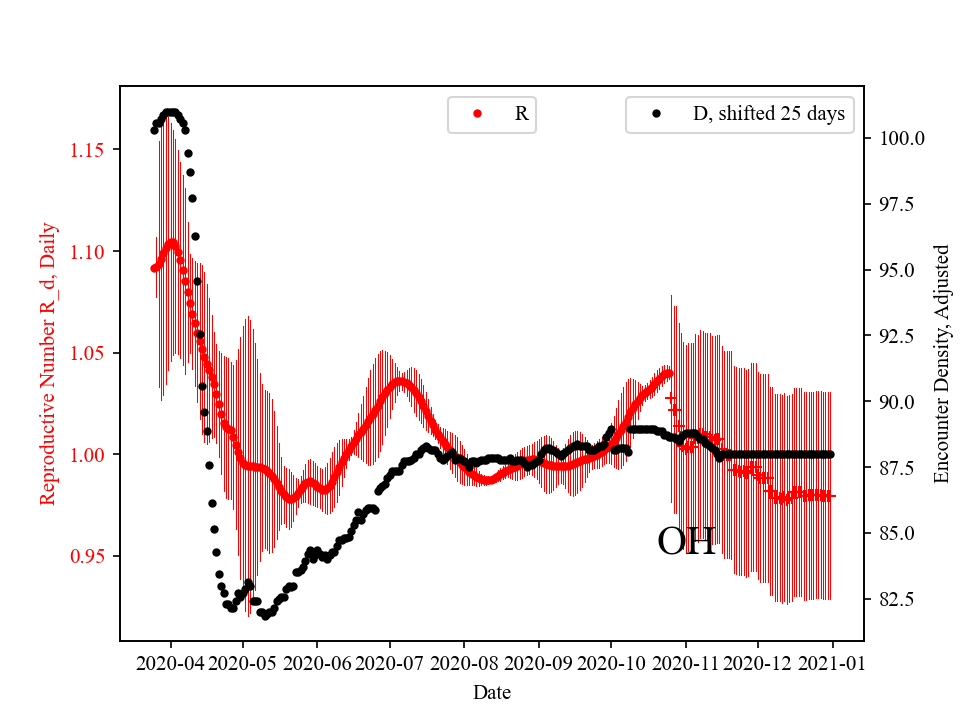 R
D, shifted 25 days
Reproductive Number R_d, Daily
1.15
1.10
1.05
1.00
0.95
100.0
97.5
95.0
92.5
90.0
87.5
85.0
82.5
Encounter Density, Adjusted
OH
2020-04 2020-05 2020-06 2020-07 2020-08 2020-09 2020-10 2020-11 2020-12 2021-01
Date